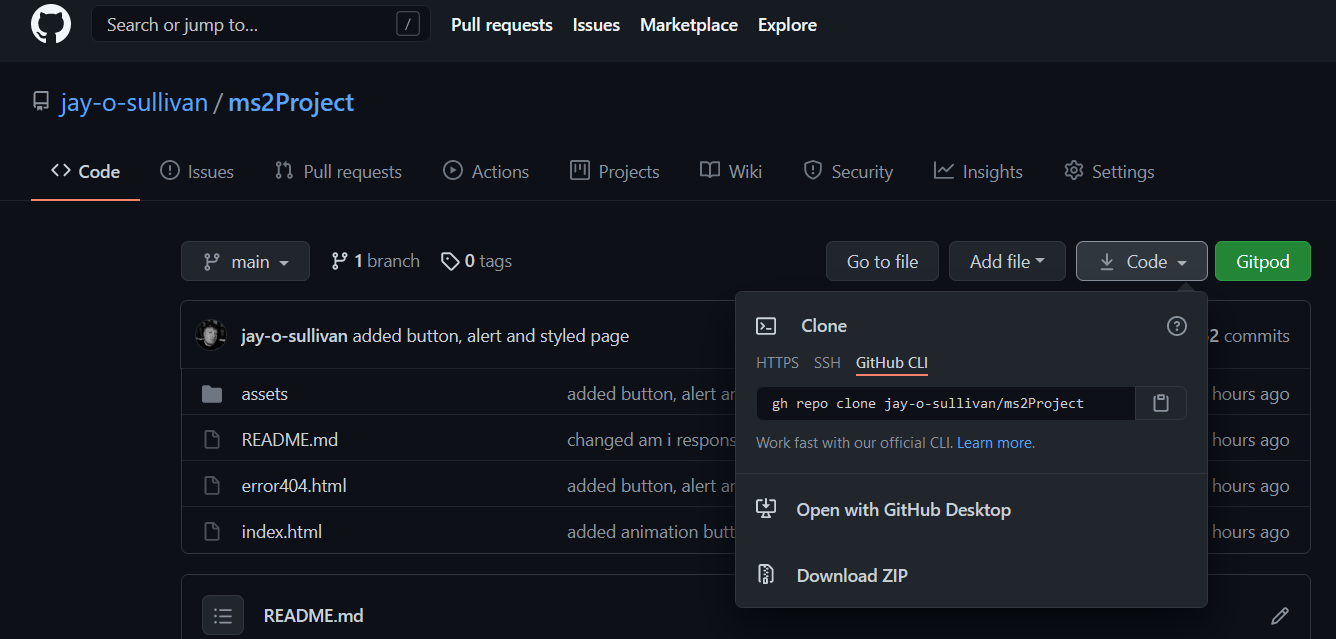 Search or jump to... / Pull requests Issues Marketplace Explore
jay-o-sullivan / ms2Project
Code Issues Pull requests Actions Projects Wiki Security Insights Settings
main 1 branch 0 tags Go to file Add file Code Gitpod
jay-o-sullivan added button, alert and styled page 2 commits
Clone
HTTPS SSH GitHub CLI
assets added button, alert hours ago
gh repo clone jay-o-sullivan/ms2Project
README.md changed am i hours ago
Work fast with our official CLI. Learn more.
error404.html added button, alert hours ago
Open with GitHub Desktop
index.html added animation hours ago
Download ZIP
README.md